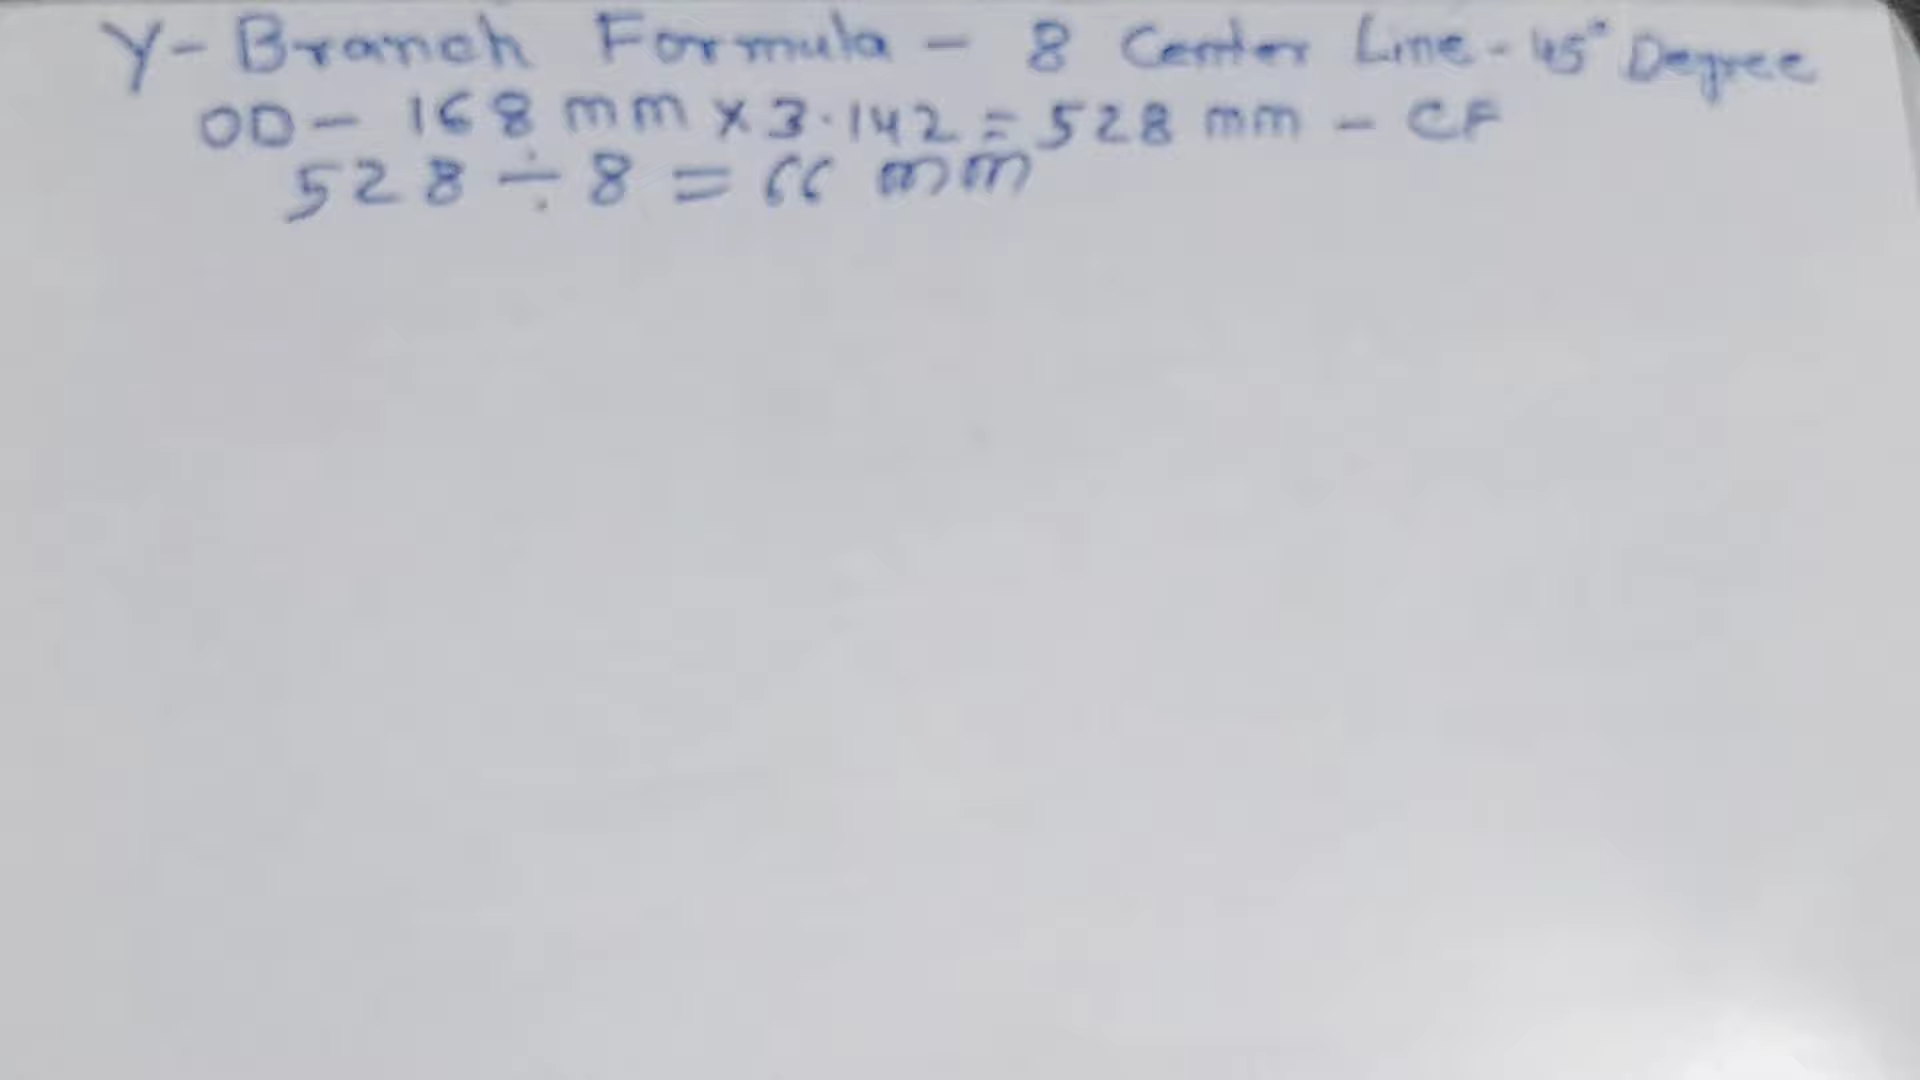 Y- Branch Formula - 8 Center Line - 45° Degree
OD - 168 mm x 3.142 = 528 mm - CF
528 ÷ 8 = 66 mm